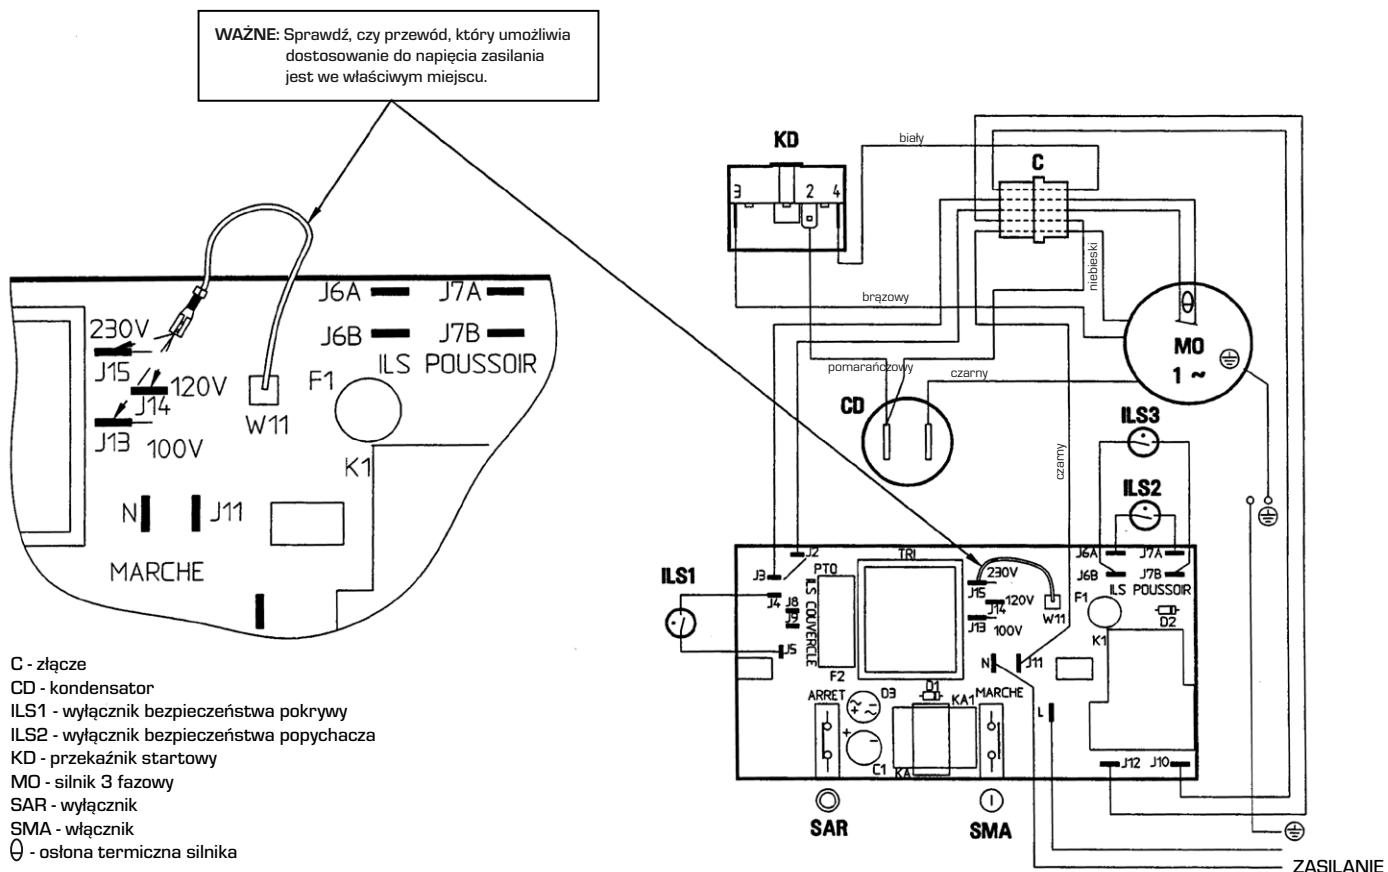 WAŻNE: Sprawdź, czy przewód, który umożliwia
dostosowanie do napięcia zasilania
jest we właściwym miejscu.
J6A
J7A
230V
J6B
J7B
J15
ILS POUSSOIR
120V
F1
J14
W11
J13
100V
K1
N
J11
MARCHE
C - złącze
CD - kondensator
ILS1 - wyłącznik bezpieczeństwa pokrywy
ILS2 - wyłącznik bezpieczeństwa popychacza
KD - przekaźnik startowy
MO - silnik 3 fazowy
SAR - wyłącznik
SMA - włącznik
- osłona termiczna silnika
KD
biały
C
3
2
4
niebieski
brązowy
MO
1 ~
pomarańczowy
czarny
CD
ILS3
czarny
ILS2
J2
TRI
J6A
J7A
J3
PTO
230V
J6B
J7B
ILS1
J4
ILS COUVERCLE
J15
ILS POUSSOIR
J8
120V
F1
J14
J9
W11
D2
J13
100V
K1
J5
N
J11
F2
D1
ARRET
D3
KA1
MARCHE
L
C1
KA
J12
J10
SAR
SMA
ZASILANIE